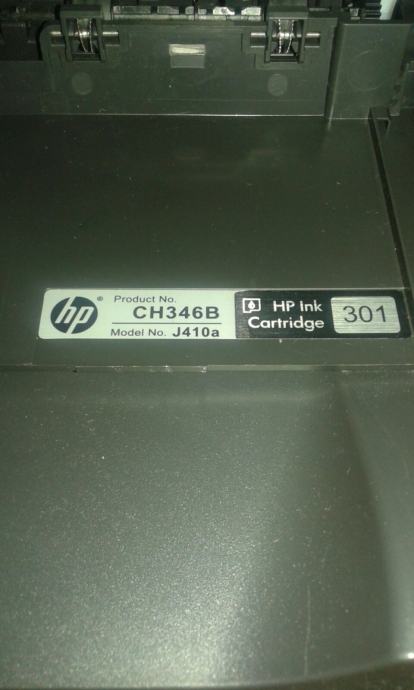 hp ®
Product No.
CH346B
Model No. J410a
HP Ink
Cartridge
301